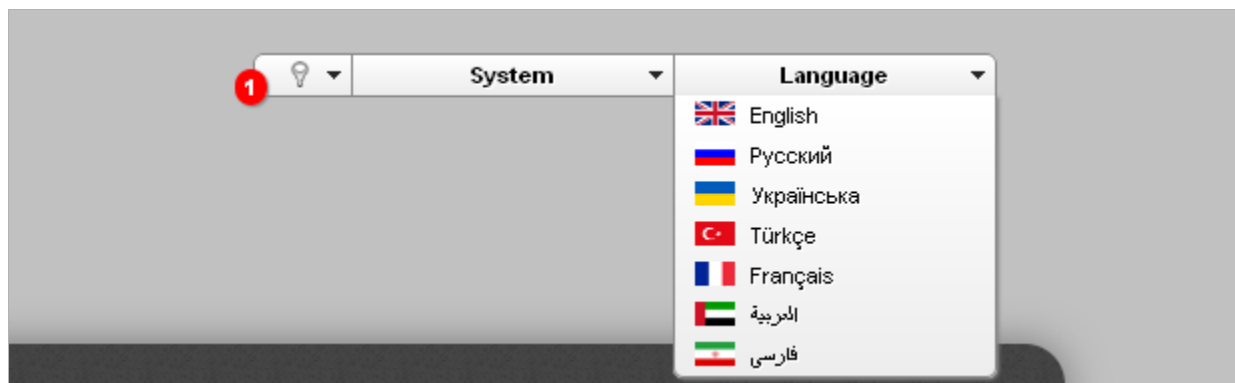 1
System
Language
English
Русский
Українська
Türkçe
Français
العربية
فارسی